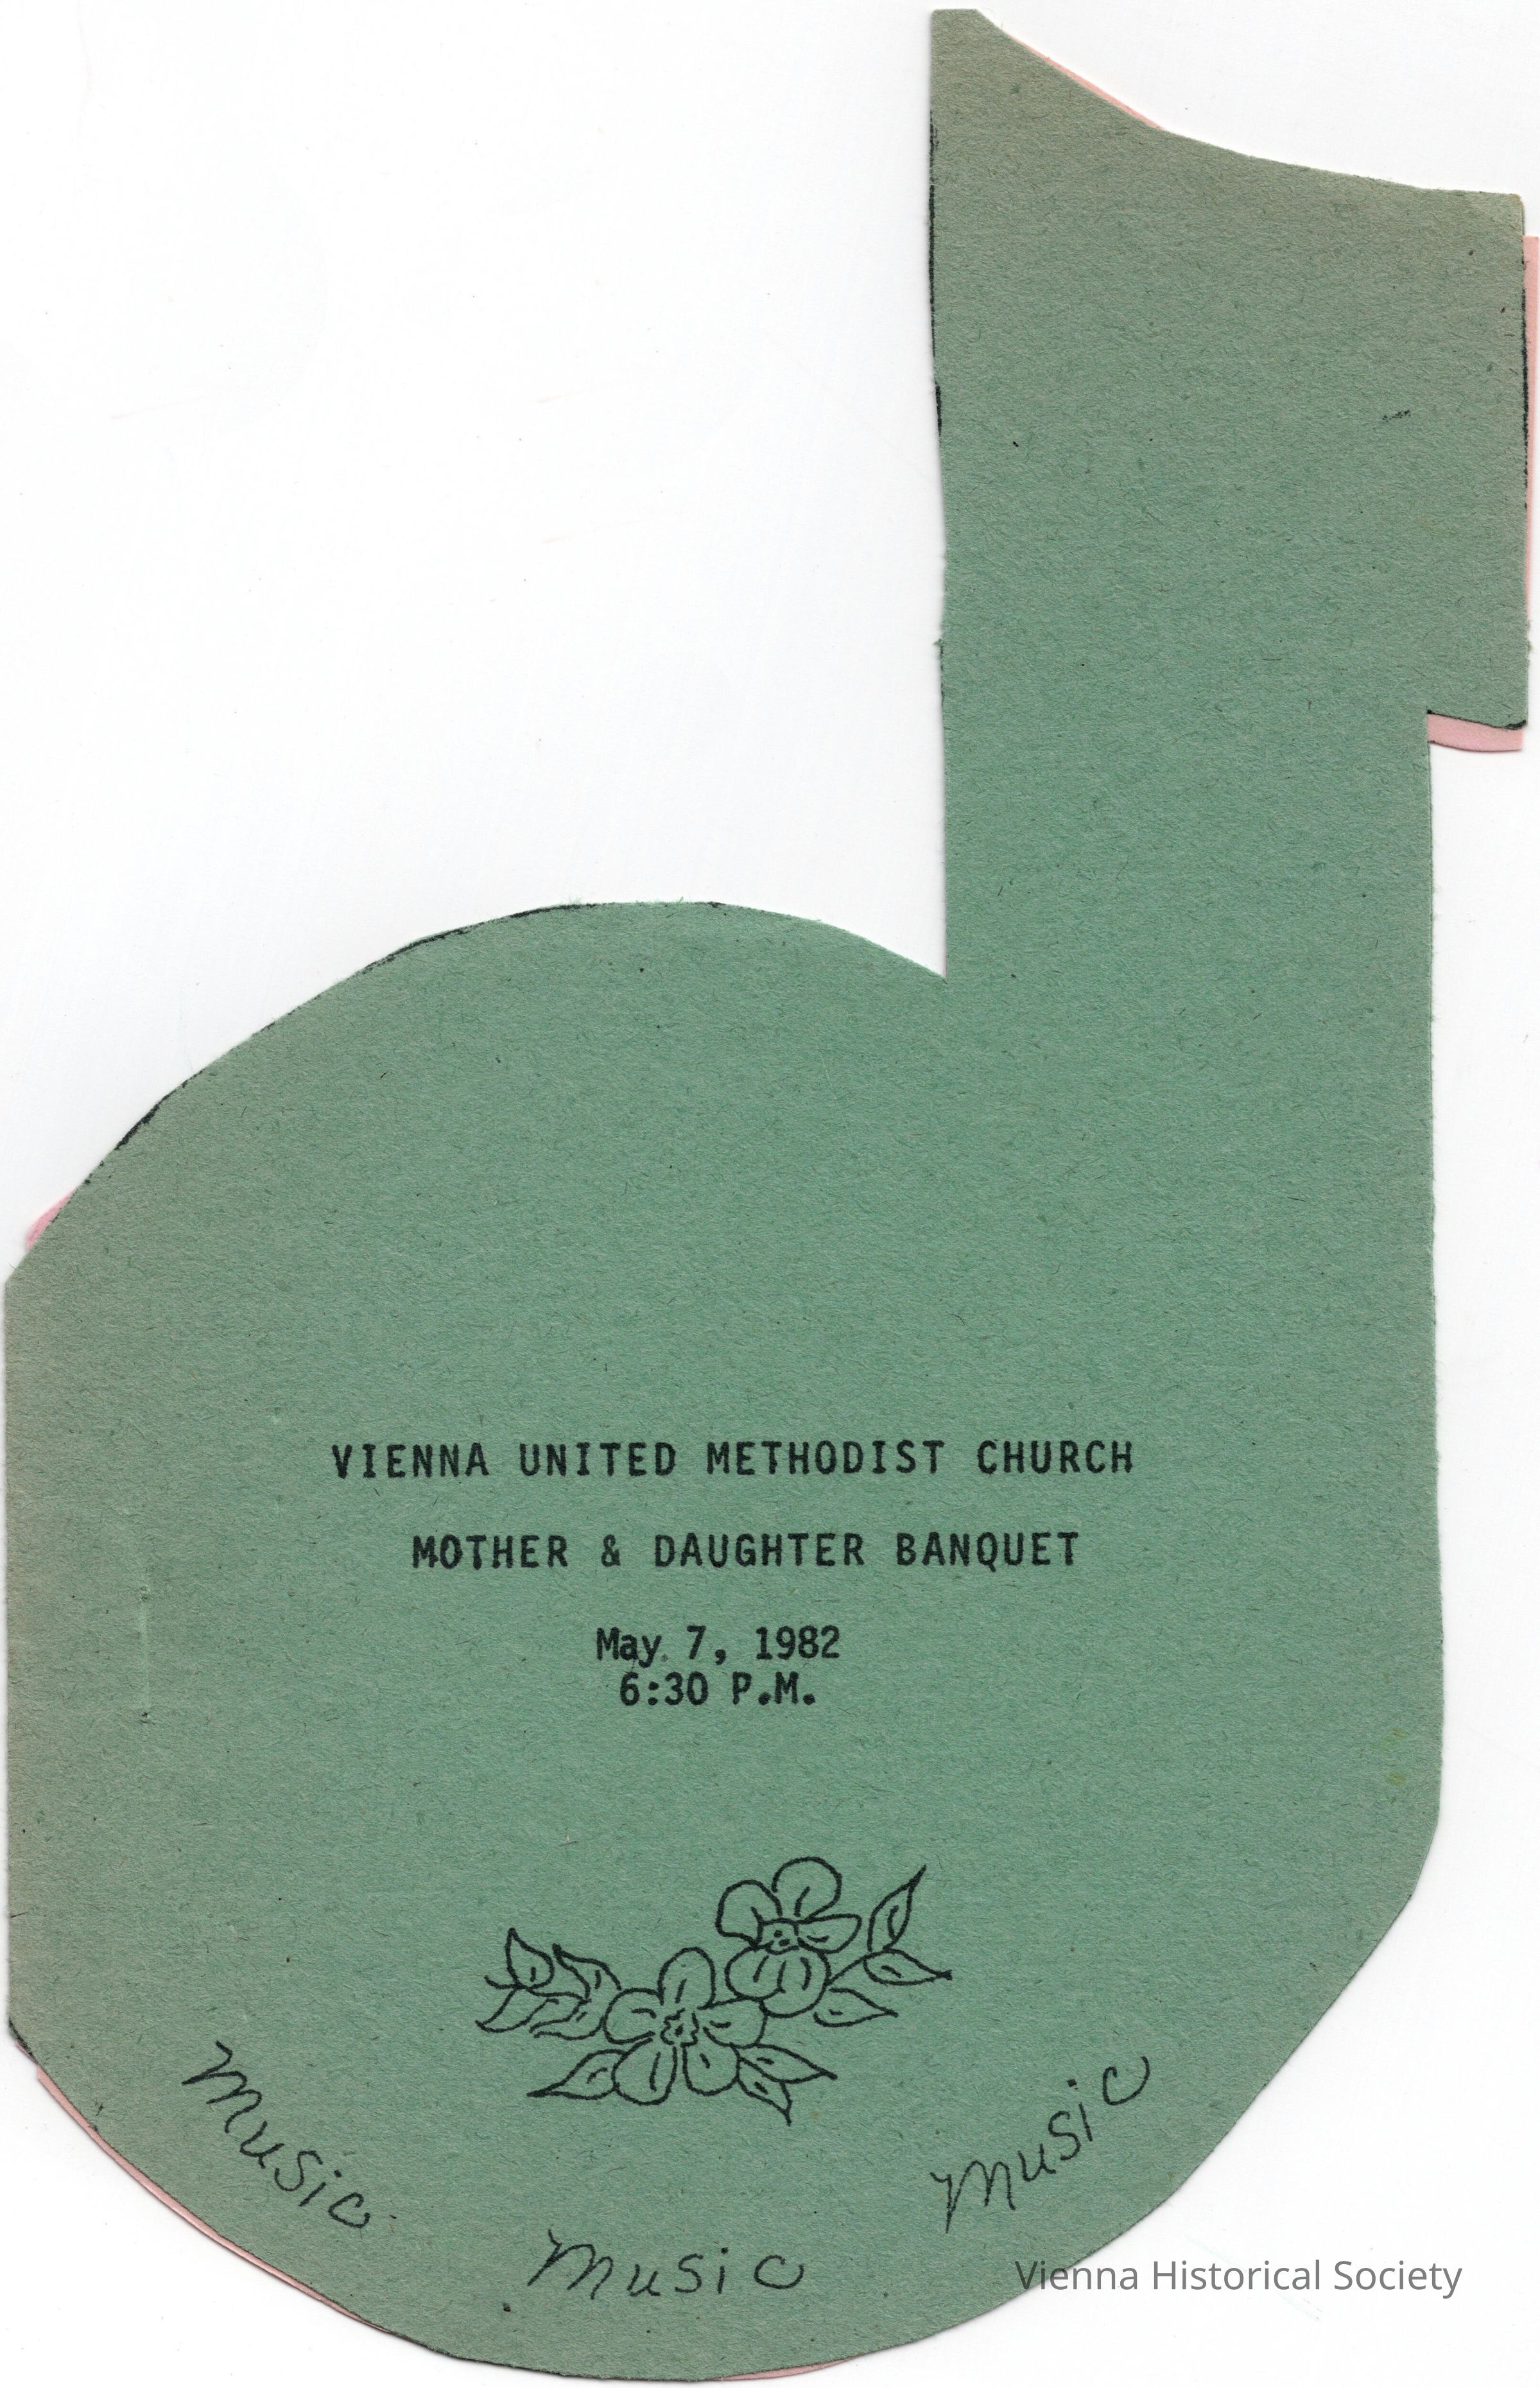 VIENNA UNITED METHODIST CHURCH
MOTHER & DAUGHTER BANQUET
May 7, 1982
6:30 P.M.
Music
Music
Music
Vienna Historical Society